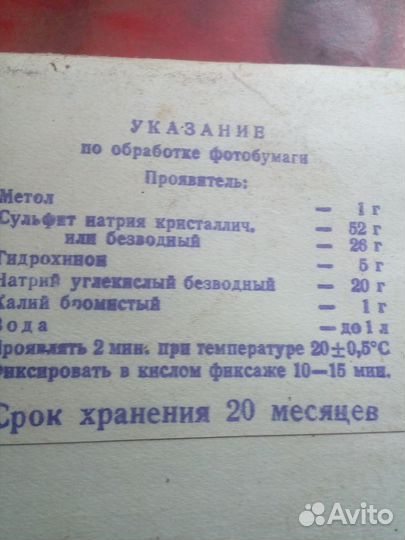 УКАЗАНИЕ
по обработке фотобумаги
Проявитель:
Метол — 1 г
Сульфит натрия кристаллич. — 52 г
или безводный — 26 г
Гидрохинон — 5 г
Натрий углекислый безводный — 20 г
Калий бромистый — 1 г
Вода — до 1 л
Проявлять 2 мин. при температуре 20±0,5°С
Фиксировать в кислом фиксаже 10—15 мин.
Срок хранения 20 месяцев
Avito